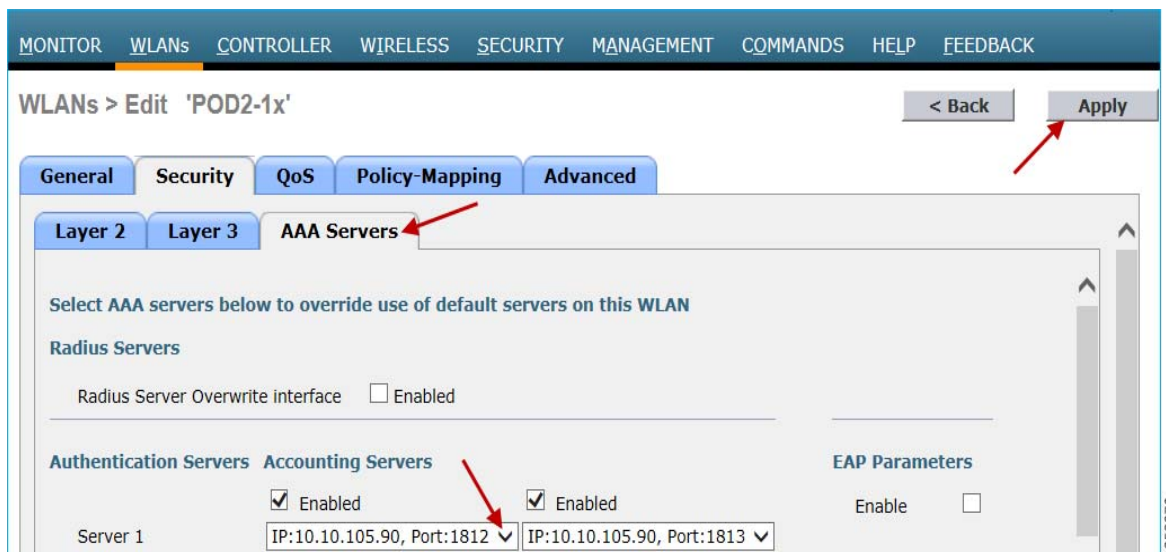 MONITOR WLANs CONTROLLER WIRELESS SECURITY MANAGEMENT COMMANDS HELP FEEDBACK
WLANs > Edit 'POD2-1x'
< Back
Apply
General Security QoS Policy-Mapping Advanced
Layer 2 Layer 3 AAA Servers
Select AAA servers below to override use of default servers on this WLAN
Radius Servers
Radius Server Overwrite interface Enabled
Authentication Servers Accounting Servers EAP Parameters
Enabled Enabled Enable
Server 1 IP:10.10.105.90, Port:1812 IP:10.10.105.90, Port:1813